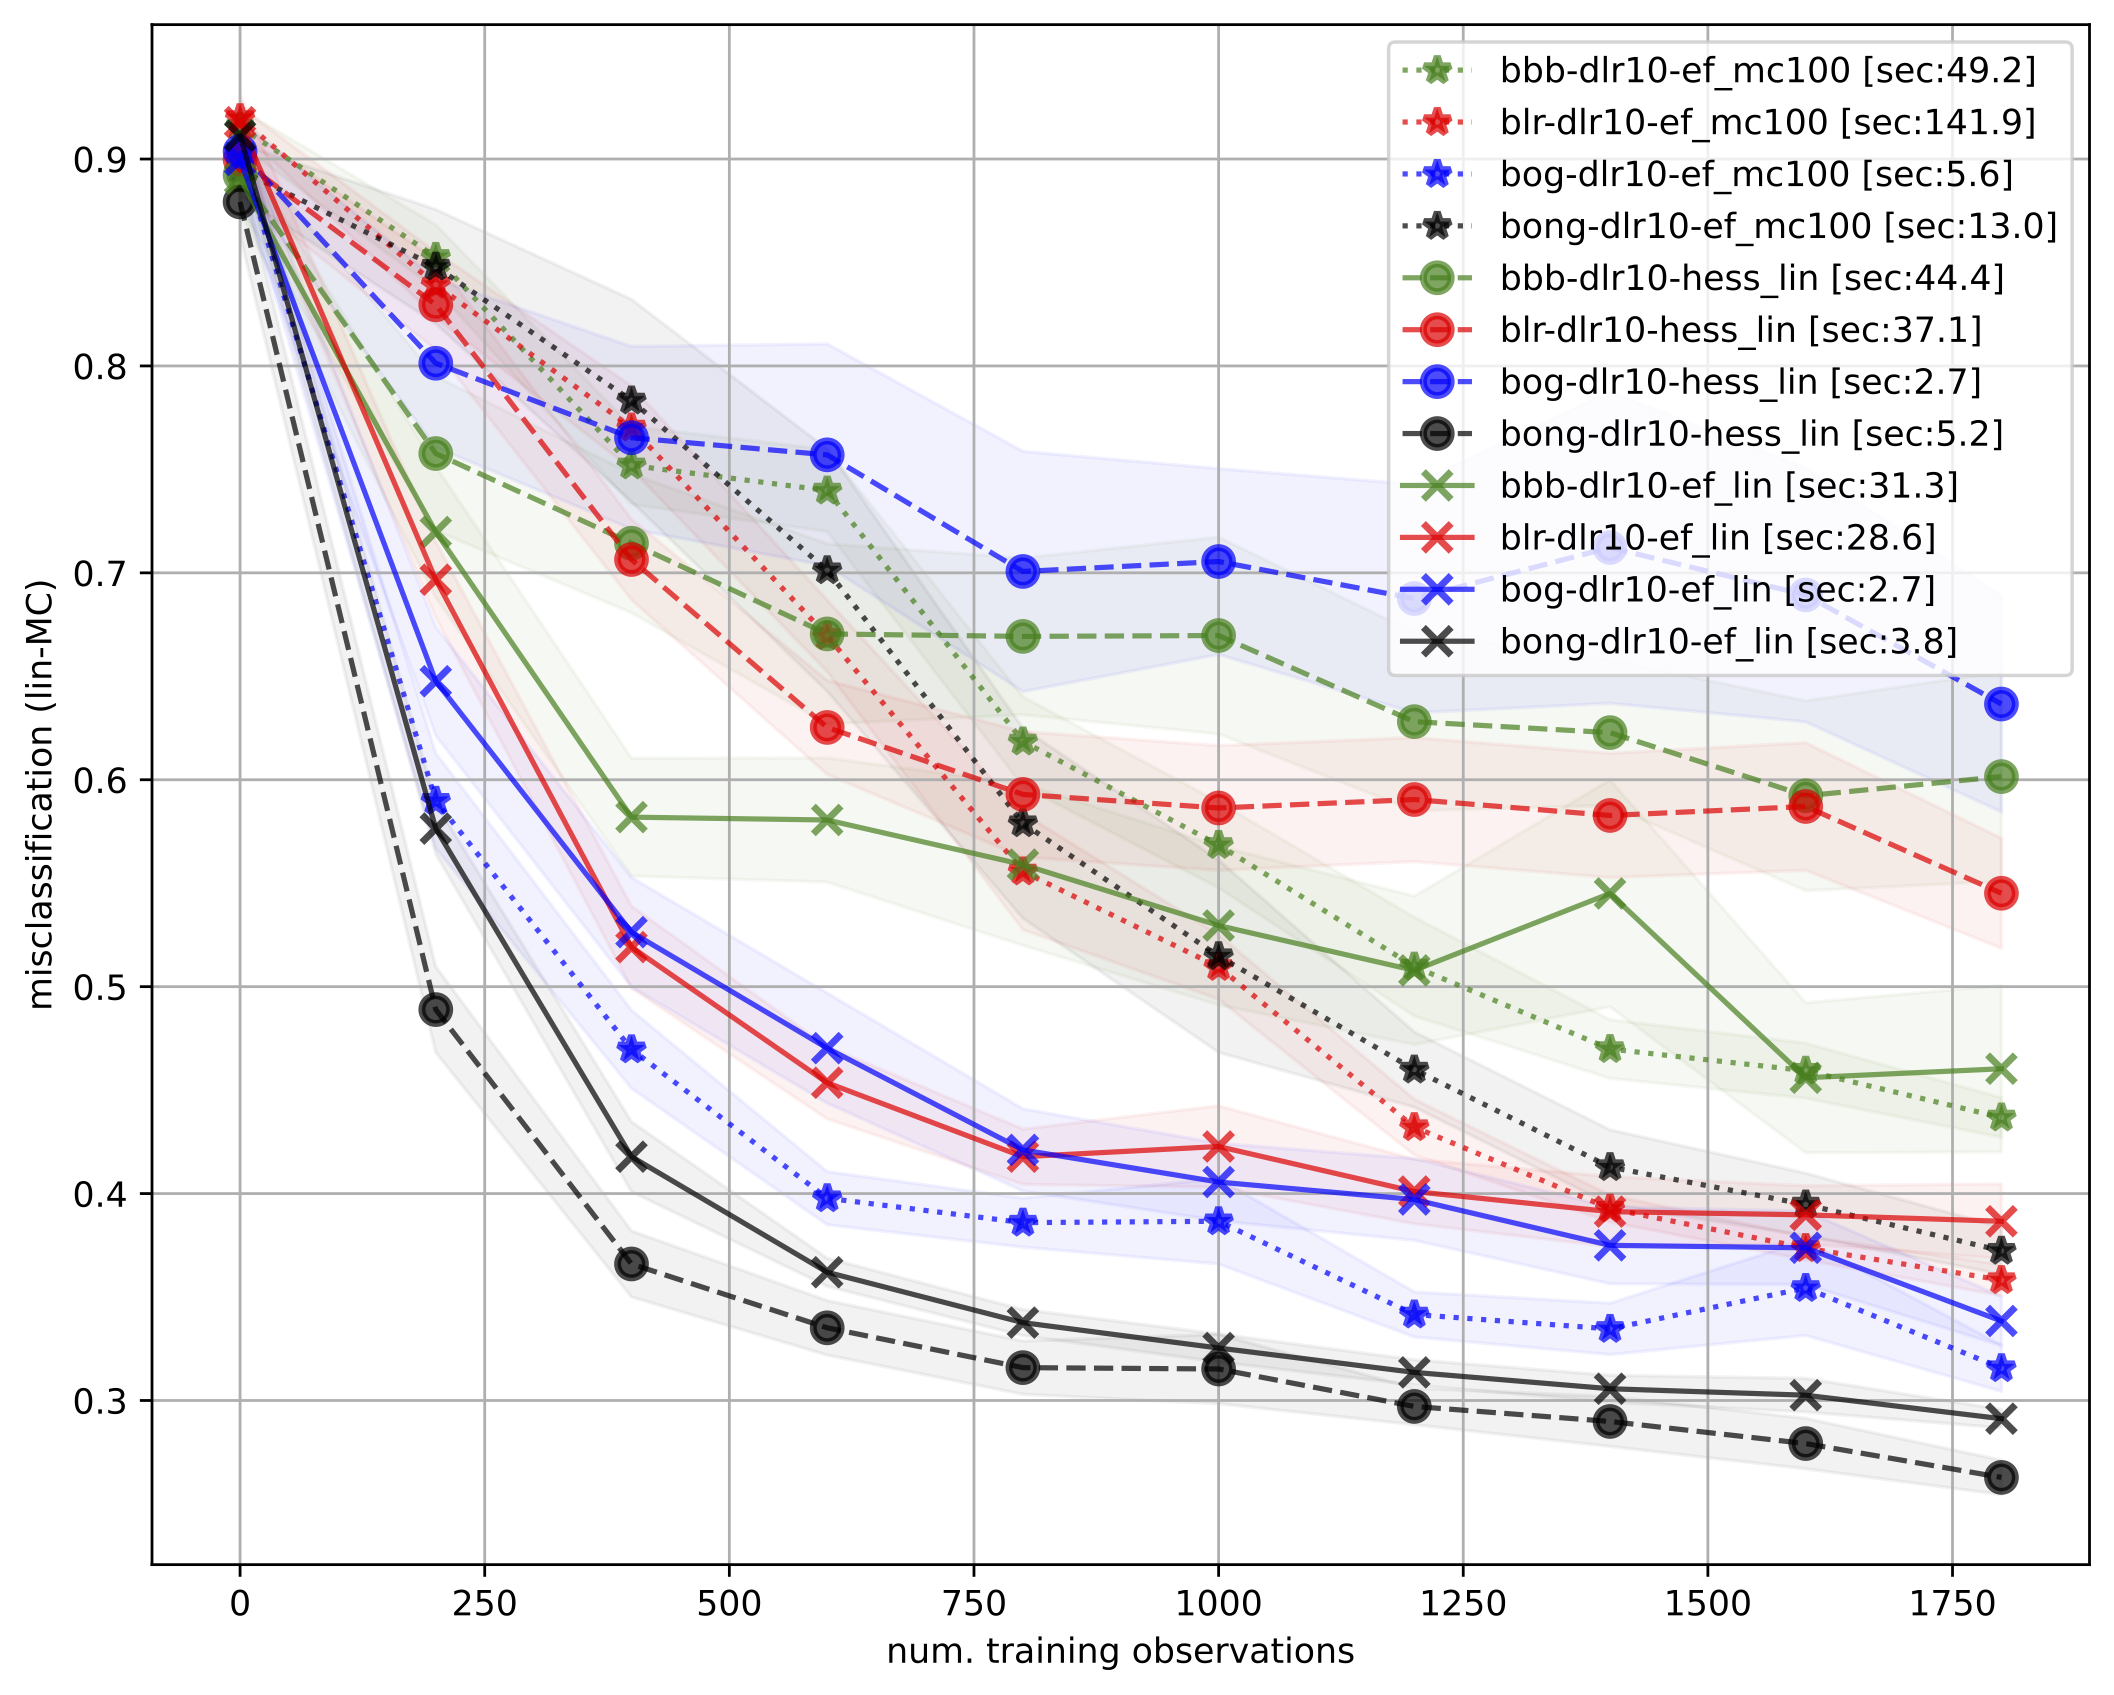 bbb-dlr10-ef_mc100 [sec:49.2]
blr-dlr10-ef_mc100 [sec:141.9]
bog-dlr10-ef_mc100 [sec:5.6]
bong-dlr10-ef_mc100 [sec:13.0]
bbb-dlr10-hess_lin [sec:44.4]
blr-dlr10-hess_lin [sec:37.1]
bog-dlr10-hess_lin [sec:2.7]
bong-dlr10-hess_lin [sec:5.2]
bbb-dlr10-ef_lin [sec:31.3]
blr-dlr10-ef_lin [sec:28.6]
bog-dlr10-ef_lin [sec:2.7]
bong-dlr10-ef_lin [sec:3.8]
misclassification (lin-MC)
0.9
0.8
0.7
0.6
0.5
0.4
0.3
0 250 500 750 1000 1250 1500 1750
num. training observations